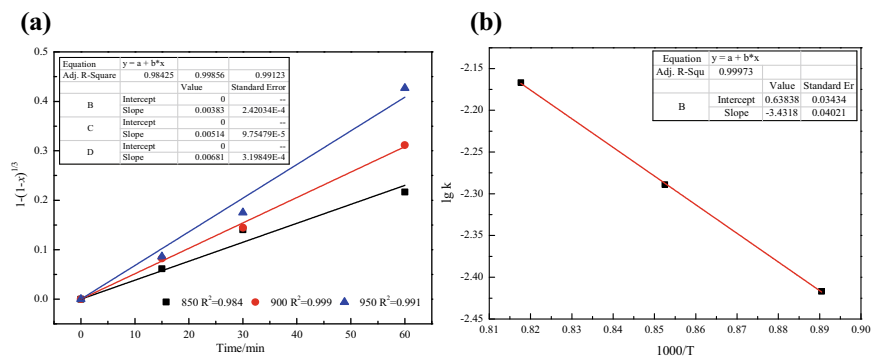 (a)
0.5
0.4
0.3
0.2
0.1
0.0
1-(1-x)^1/3
Equation y = a + b*x
Adj. R-Square 0.98425 0.99856 0.99123
Value Standard Error
B Intercept 0 --
Slope 0.00383 2.42034E-4
C Intercept 0 --
Slope 0.00514 9.75479E-5
D Intercept 0 --
Slope 0.00681 3.19849E-4
850 R²=0.984 900 R²=0.999 950 R²=0.991
0 10 20 30 40 50 60
Time/min
(b)
-2.15
-2.20
-2.25
-2.30
-2.35
-2.40
-2.45
lg k
Equation y = a + b*x
Adj. R-Squ 0.99973
Value Standard Er
B Intercept 0.63838 0.03434
Slope -3.4318 0.04021
0.81 0.82 0.83 0.84 0.85 0.86 0.87 0.88 0.89 0.90
1000/T